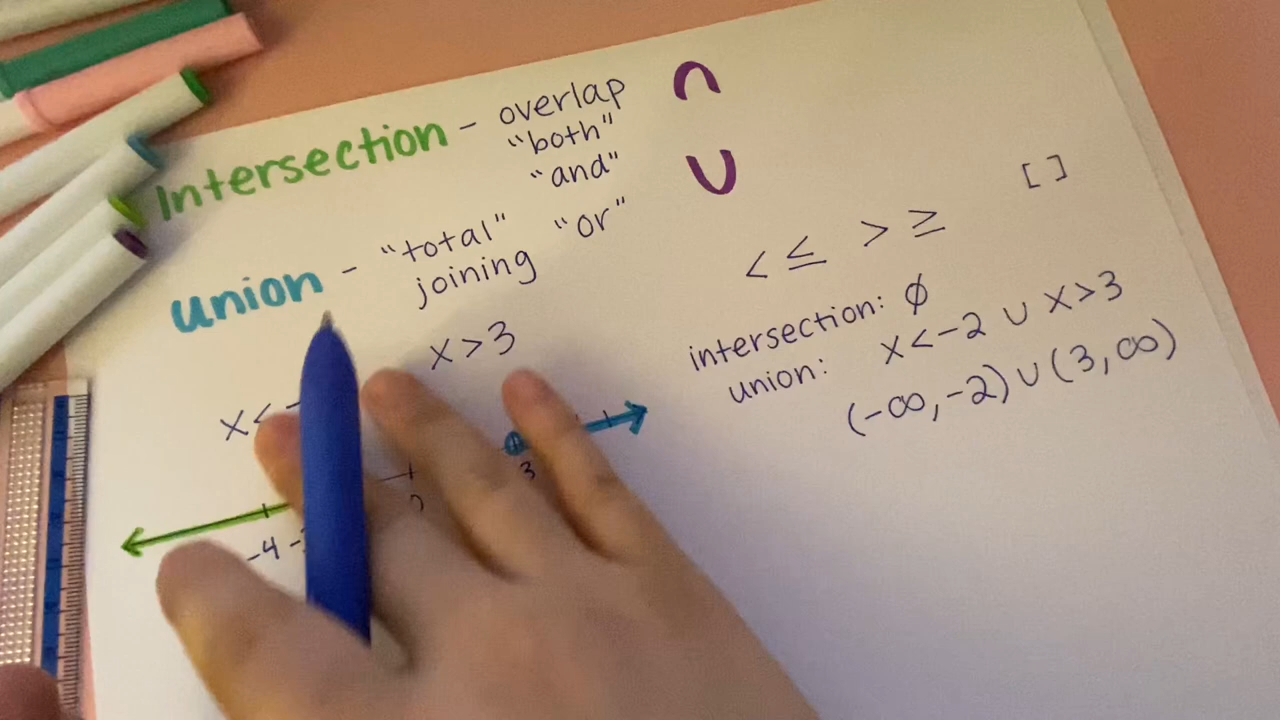 Intersection - overlap ∩
"both"
"and"
∪
union - "total" "or"
joining
[ ]
< ≤ > ≥
x > 3
x < -
intersection: ∅
union: x < -2 ∪ x > 3
(-∞, -2) ∪ (3, ∞)
3
-4